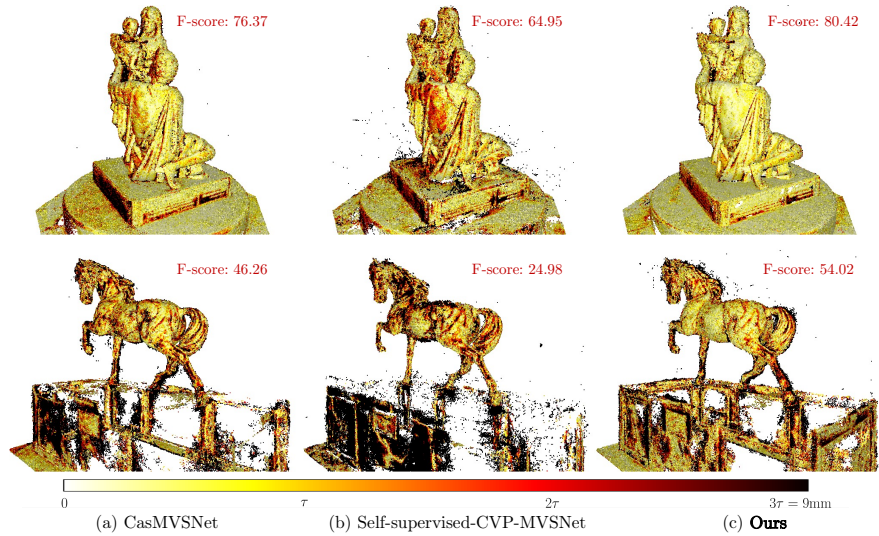 F-score: 76.37
F-score: 64.95
F-score: 80.42
F-score: 46.26
F-score: 24.98
F-score: 54.02
0 τ 2τ 3τ = 9mm
(a) CasMVSNet (b) Self-supervised-CVP-MVSNet (c) Ours